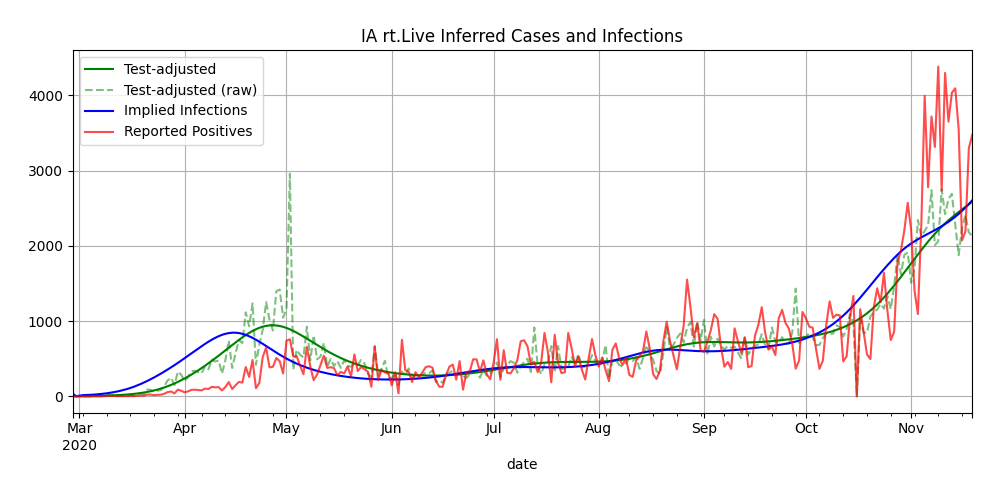 IA rt.Live Inferred Cases and Infections
Test-adjusted
Test-adjusted (raw)
Implied Infections
Reported Positives
4000
3000
2000
1000
0
Mar Apr May Jun Jul Aug Sep Oct Nov
2020
date